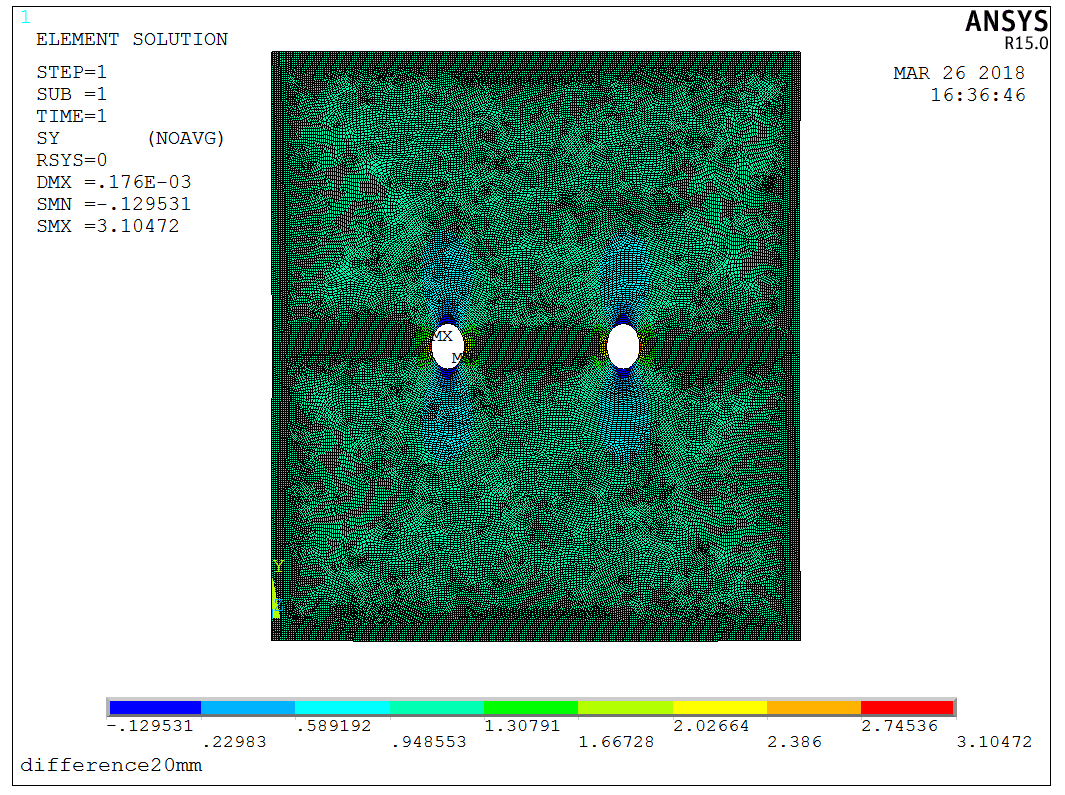 1
ANSYS
R15.0
ELEMENT SOLUTION
STEP=1
SUB =1
TIME=1
SY (NOAVG)
RSYS=0
DMX =.176E-03
SMN =-.129531
SMX =3.10472
MAR 26 2018
16:36:46
MX
M
Y
-.129531
.22983
.589192
.948553
1.30791
1.66728
2.02664
2.386
2.74536
3.10472
difference20mm